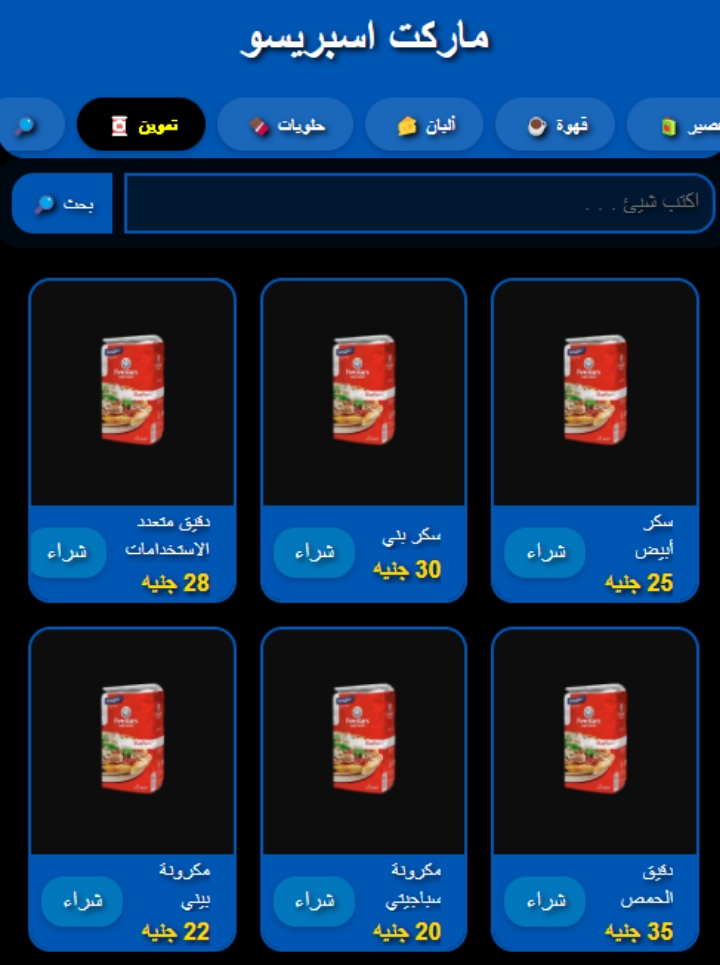 ماركت اسبريسو
عصير
قهوة
ألبان
حلويات
تموين
اكتب شيئ . . .
بحث
سكر
أبيض
25 جنيه
شراء
سكر بني
30 جنيه
شراء
دقيق متعدد
الاستخدامات
28 جنيه
شراء
دقيق
الحمص
35 جنيه
شراء
مكرونة
سباجيتي
20 جنيه
شراء
مكرونة
بيني
22 جنيه
شراء